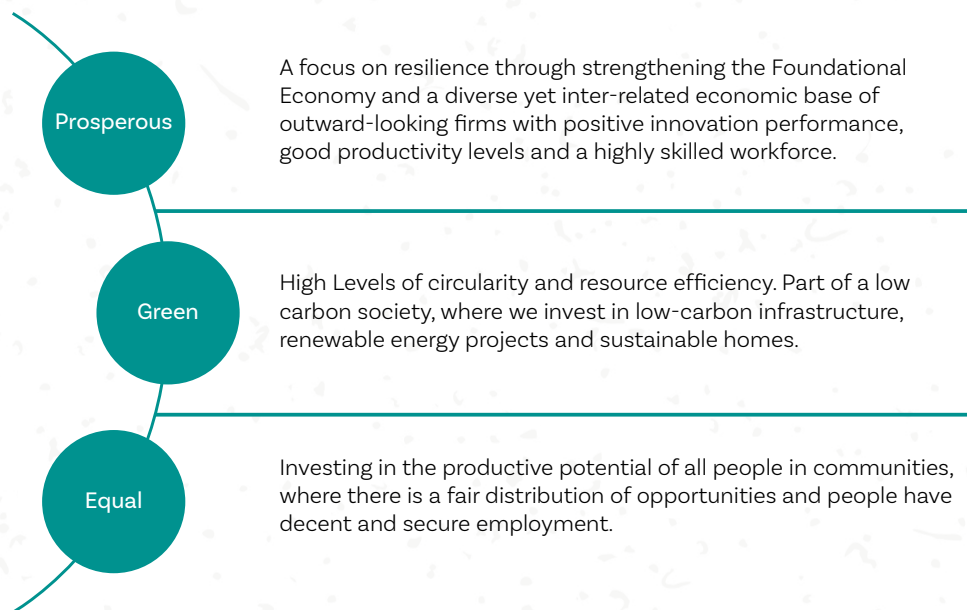 Prosperous
A focus on resilience through strengthening the Foundational
Economy and a diverse yet inter-related economic base of
outward-looking firms with positive innovation performance,
good productivity levels and a highly skilled workforce.
Green
High Levels of circularity and resource efficiency. Part of a low
carbon society, where we invest in low-carbon infrastructure,
renewable energy projects and sustainable homes.
Equal
Investing in the productive potential of all people in communities,
where there is a fair distribution of opportunities and people have
decent and secure employment.